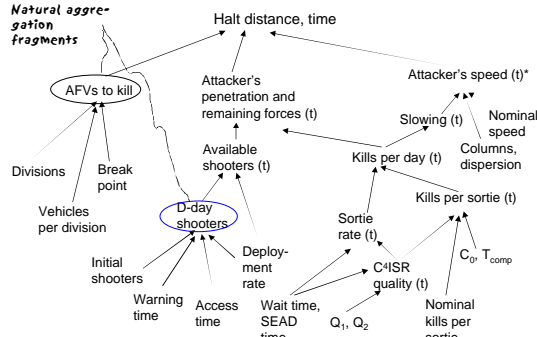 Natural aggre-
gation
fragments
Halt distance, time
AFVs to kill
Attacker's
penetration and
remaining forces (t)
Attacker's speed (t)*
Slowing (t)
Nominal
speed
Columns,
dispersion
Available
shooters (t)
Kills per day (t)
Divisions
Break
point
Vehicles
per division
D-day
shooters
Kills per sortie (t)
Sortie
rate (t)
Initial
shooters
Warning
time
Access
time
Deploy-
ment
rate
C⁴ISR
quality (t)
C₀, Tcomp
Wait time,
SEAD
time
Q₁, Q₂
Nominal
kills per
sortie